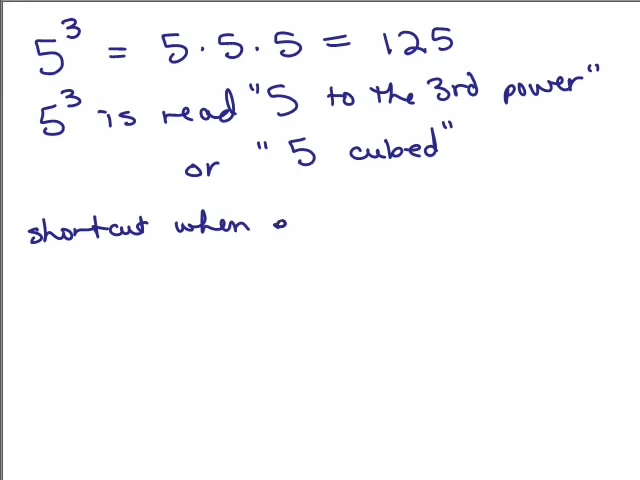 5³ = 5 · 5 · 5 = 125
5³ is read "5 to the 3rd power"
or "5 cubed"
shortcut when